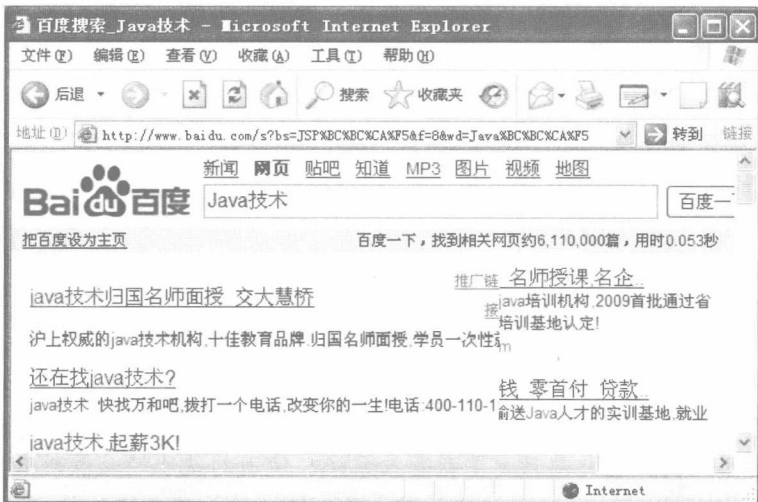 百度搜索_Java技术 - Microsoft Internet Explorer
文件(F) 编辑(E) 查看(V) 收藏(A) 工具(T) 帮助(H)
后退 搜索 收藏夹
地址(D) http://www.baidu.com/s?bs=JSP%BC%BC%CA%F5&f=8&wd=Java%BC%BC%CA%F5 转到 链接
新闻 网页 贴吧 知道 MP3 图片 视频 地图
Bai du 百度 Java技术 百度一
把百度设为主页 百度一下，找到相关网页约6,110,000篇，用时0.053秒
java技术归国名师面授 交大慧桥
推广链接
沪上权威的java技术机构,十佳教育品牌,归国名师面授,学员一次性
还在找java技术?
java技术 快找万和吧,拨打一个电话,改变你的一生!电话:400-110-1
java技术,起薪3K!
名师授课,名企..
java培训机构,2009首批通过省
培训基地认定!
m
钱 零首付 贷款..
输送Java人才的实训基地,就业
Internet